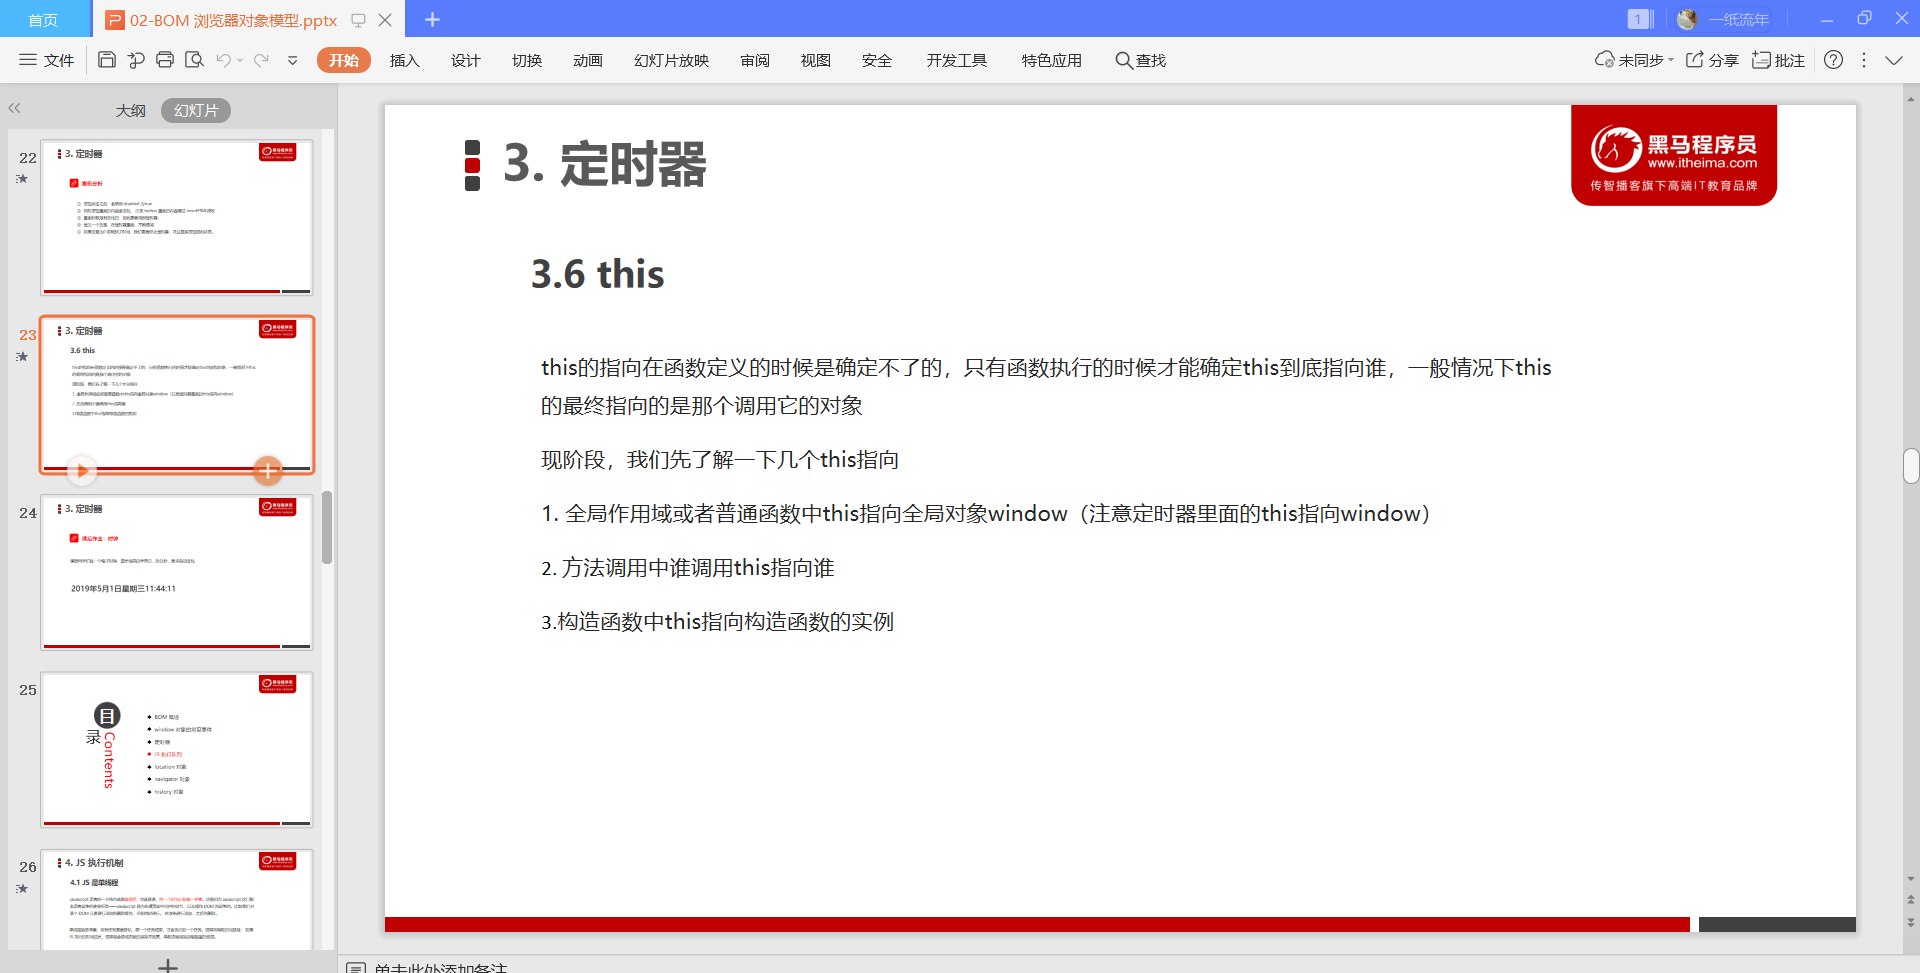 首页
02-BOM 浏览器对象模型.pptx
1
一纸流年
文件
开始
插入
设计
切换
动画
幻灯片放映
审阅
视图
安全
开发工具
特色应用
查找
未同步
分享
批注
大纲
幻灯片
22
3. 定时器
案例分析
23
3. 定时器
3.6 this
24
3. 定时器
课后作业：时钟
2019年5月1日星期三11:44:11
25
目
录
Contents
BOM 概述
window 对象的常见事件
定时器
JS 执行队列
location 对象
navigator 对象
history 对象
26
4. JS 执行机制
4.1 JS 是单线程
3. 定时器
黑马程序员
www.itheima.com
传智播客旗下高端IT教育品牌
3.6 this
this的指向在函数定义的时候是确定不了的，只有函数执行的时候才能确定this到底指向谁，一般情况下this
的最终指向的是那个调用它的对象
现阶段，我们先了解一下几个this指向
1. 全局作用域或者普通函数中this指向全局对象window（注意定时器里面的this指向window）
2. 方法调用中谁调用this指向谁
3.构造函数中this指向构造函数的实例
单击此处添加备注